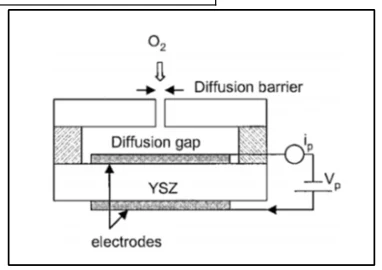 O2
Diffusion barrier
Diffusion gap
ip
YSZ
Vp
electrodes